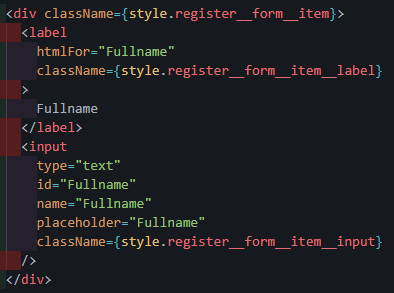 <div className={style.register__form__item}>
  <label
    htmlFor="Fullname"
    className={style.register__form__item__label}
  >
    Fullname
  </label>
  <input
    type="text"
    id="Fullname"
    name="Fullname"
    placeholder="Fullname"
    className={style.register__form__item__input}
  />
</div>